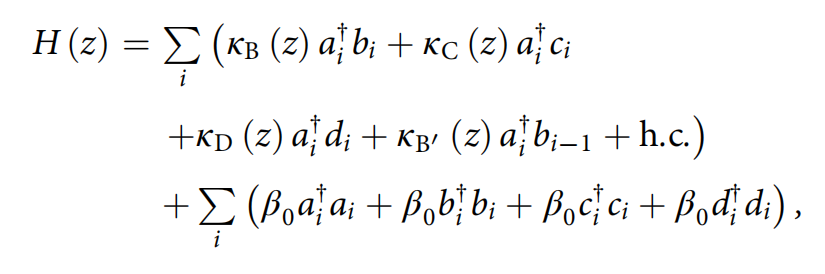 H (z) = ∑_i (κ_B (z) a_i^† b_i + κ_C (z) a_i^† c_i
+κ_D (z) a_i^† d_i + κ_B′ (z) a_i^† b_{i−1} + h.c.)
+ ∑_i (β_0 a_i^† a_i + β_0 b_i^† b_i + β_0 c_i^† c_i + β_0 d_i^† d_i) ,